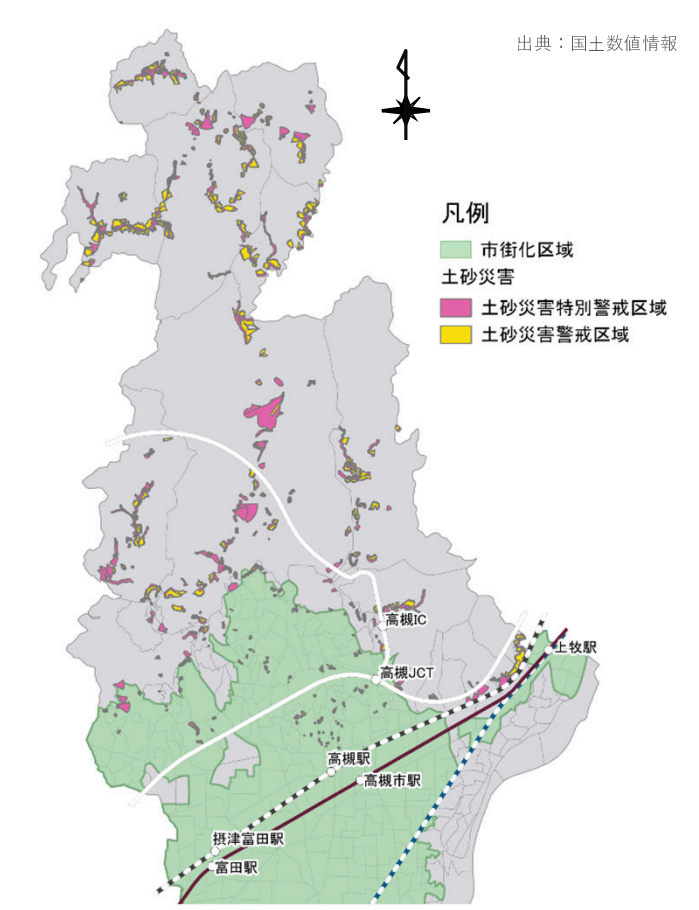 出典：国土数値情報
凡例
市街化区域
土砂災害
土砂災害特別警戒区域
土砂災害警戒区域
高槻IC
上牧駅
高槻JCT
高槻駅
高槻市駅
摂津富田駅
富田駅